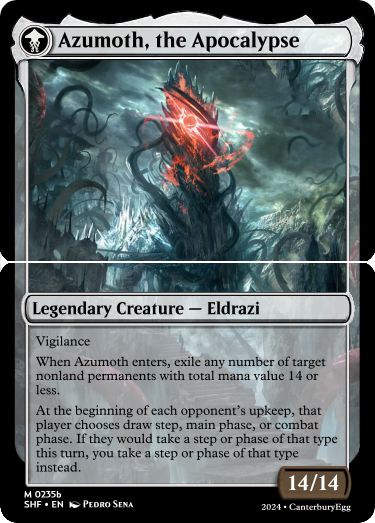 Azumoth, the Apocalypse
Legendary Creature — Eldrazi
Vigilance
When Azumoth enters, exile any number of target
nonland permanents with total mana value 14 or
less.
At the beginning of each opponent's upkeep, that
player chooses draw step, main phase, or combat
phase. If they would take a step or phase of that type
this turn, you take a step or phase of that type
instead.
14/14
M 0235b
SHF • EN Pedro Sena
2024 • CanterburyEgg